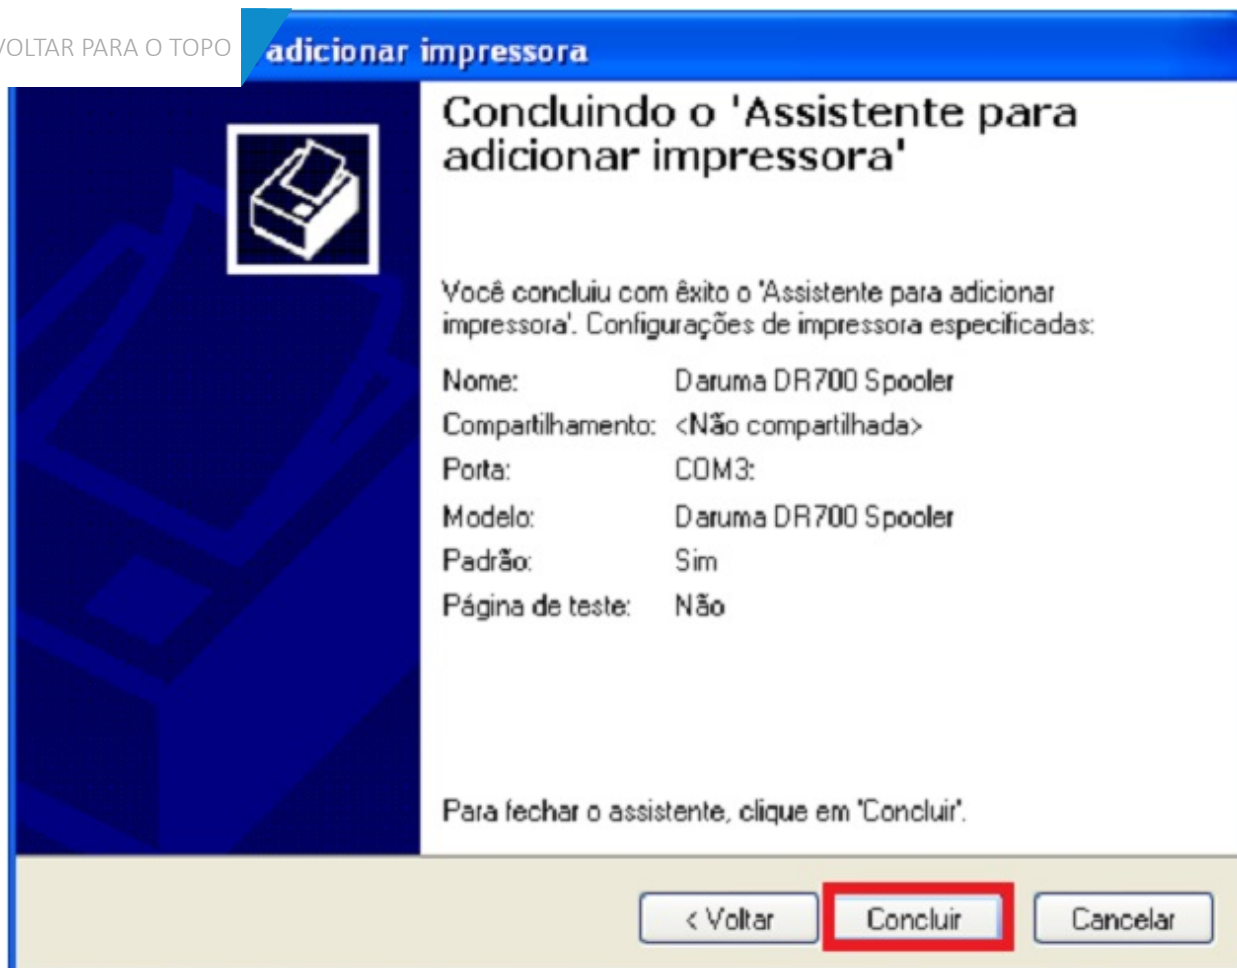 VOLTAR PARA O TOPO
adicionar impressora
Concluindo o 'Assistente para
adicionar impressora'
Você concluiu com êxito o 'Assistente para adicionar
impressora'. Configurações de impressora especificadas:
Nome: Daruma DR700 Spooler
Compartilhamento: <Não compartilhada>
Porta: COM3:
Modelo: Daruma DR700 Spooler
Padrão: Sim
Página de teste: Não
Para fechar o assistente, clique em 'Concluir'.
< Voltar Concluir Cancelar